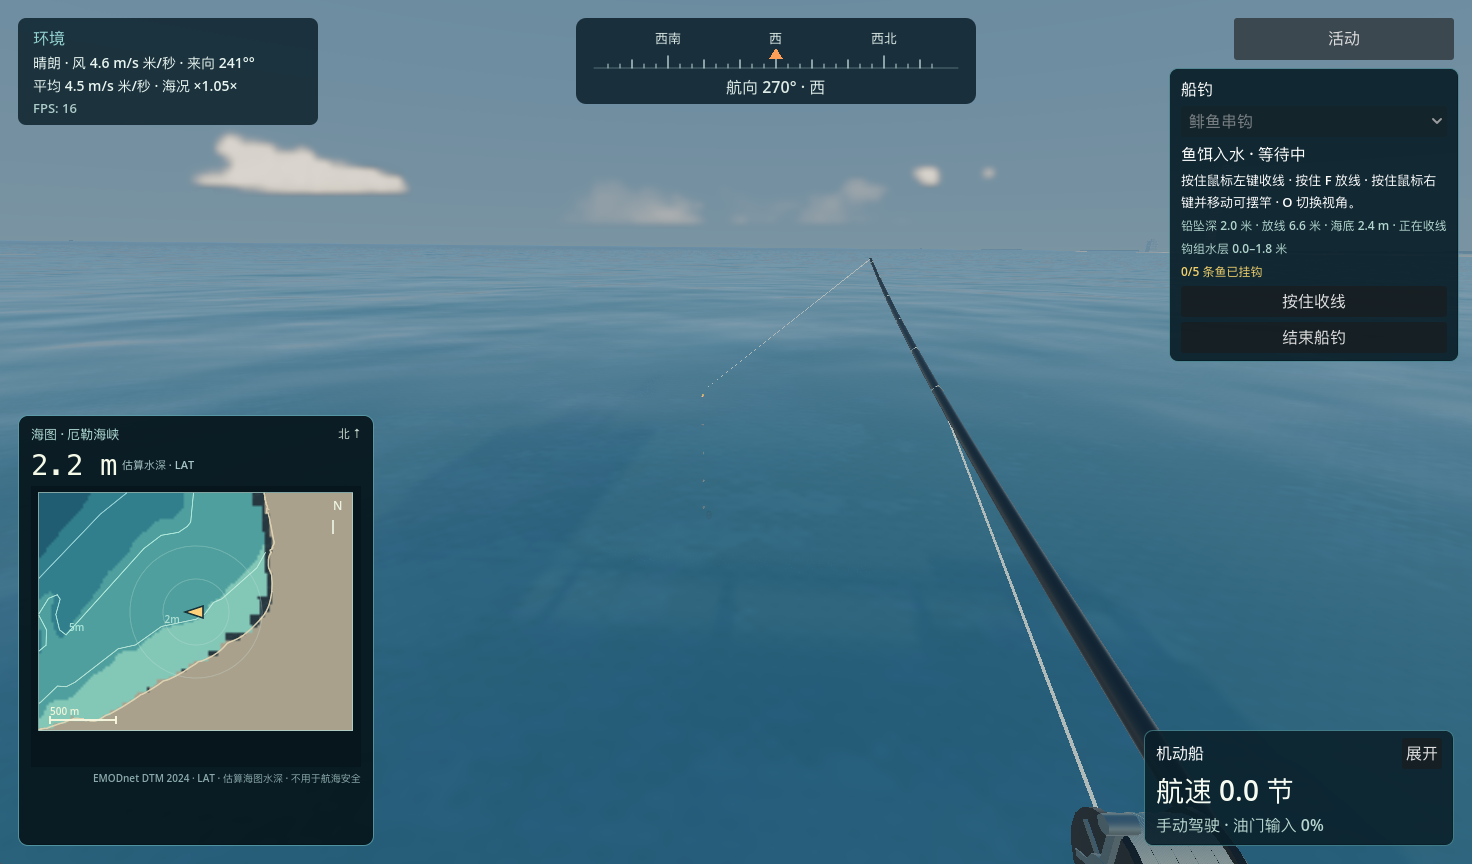 环境
晴朗 · 风 4.6 m/s 米/秒 · 来向 241°°
平均 4.5 m/s 米/秒 · 海况 ×1.05×
FPS: 16
西南 西 西北
航向 270° · 西
活动
船钓
鲱鱼串钩
鱼饵入水 · 等待中
按住鼠标左键收线 · 按住 F 放线 · 按住鼠标右
键并移动可摆竿 · O 切换视角。
铅坠深 2.0 米 · 放线 6.6 米 · 海底 2.4 m · 正在收线
钩组水层 0.0–1.8 米
0/5 条鱼已挂钩
按住收线
结束船钓
海图 · 厄勒海峡 北 ↑
2.2 m 估算水深 · LAT
N
2m
5m
500 m
EMODnet DTM 2024 · LAT · 估算海图水深 · 不用于航海安全
机动船 展开
航速 0.0 节
手动驾驶 · 油门输入 0%